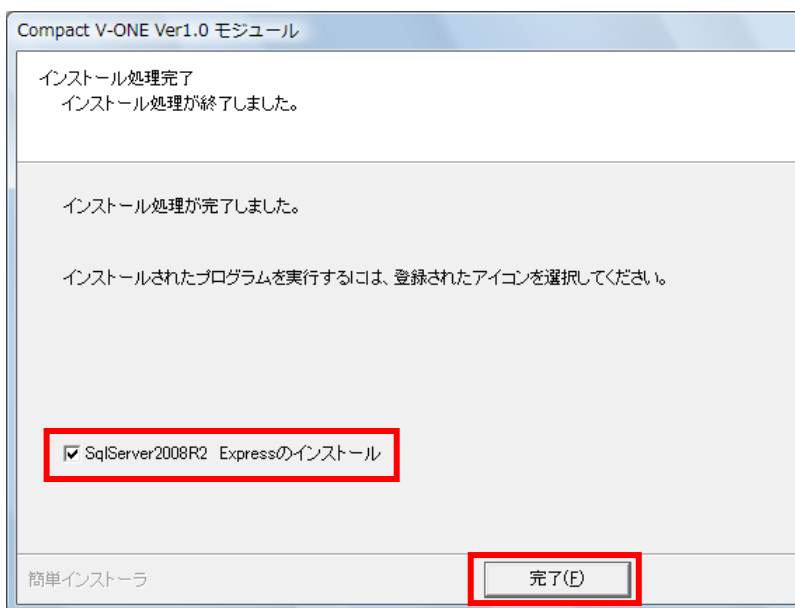 Compact V-ONE Ver1.0 モジュール
インストール処理完了
インストール処理が終了しました。
インストール処理が完了しました。
インストールされたプログラムを実行するには、登録されたアイコンを選択してください。
SqlServer2008R2 Expressのインストール
簡単インストーラ
完了(F)